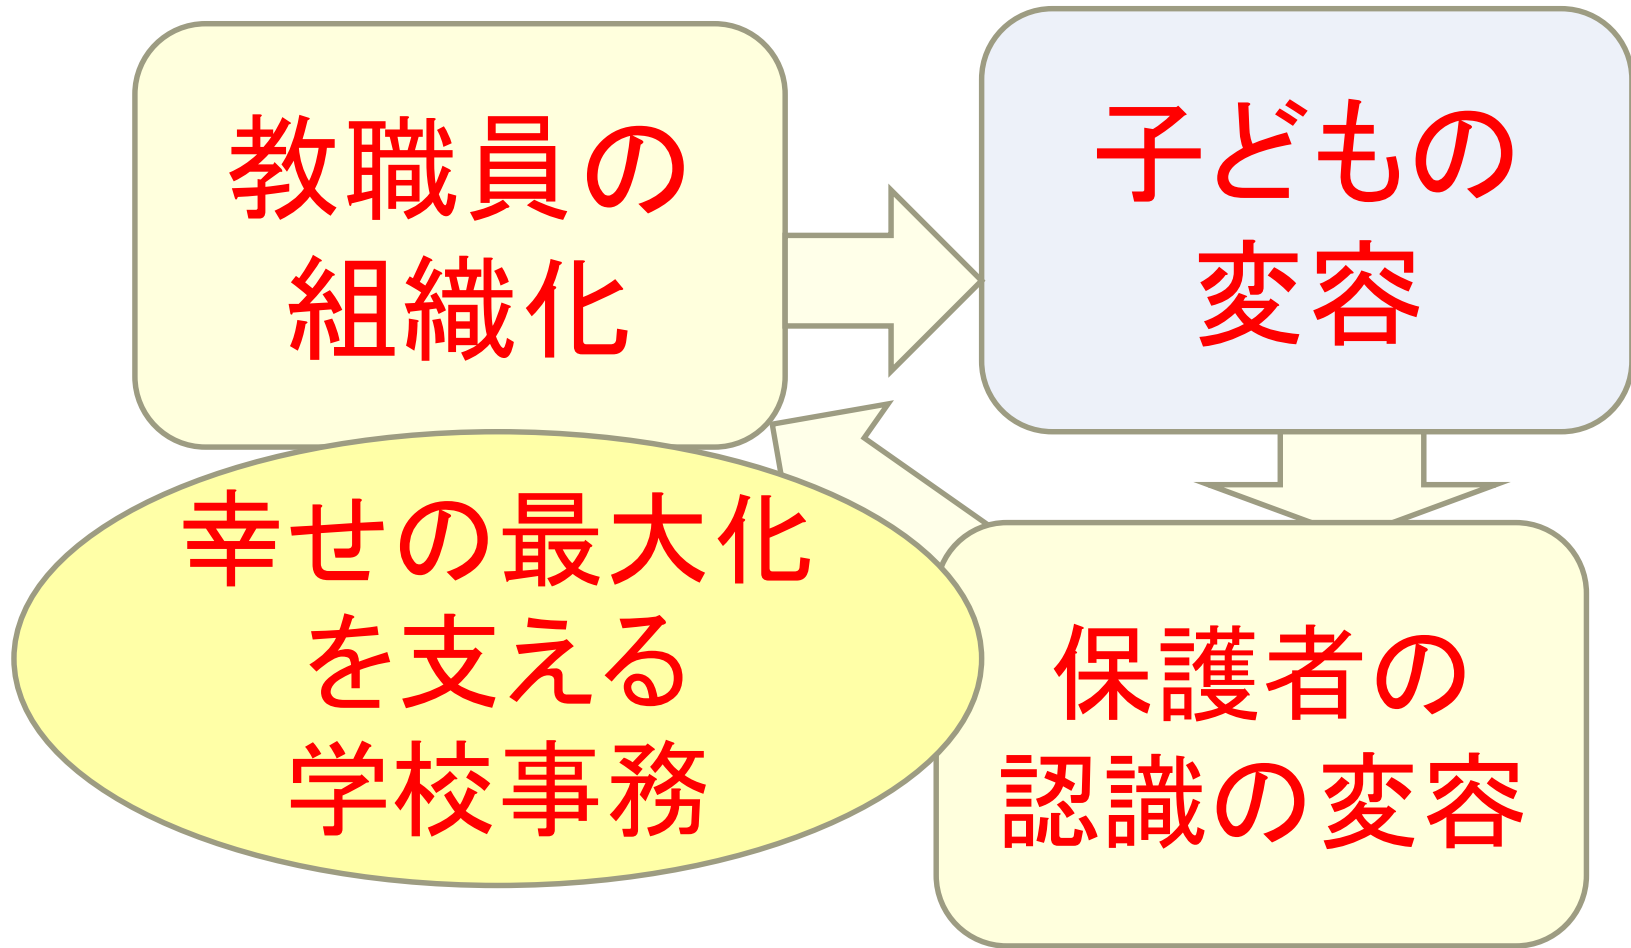 教職員の
組織化
子どもの
変容
幸せの最大化
を支える
学校事務
保護者の
認識の変容